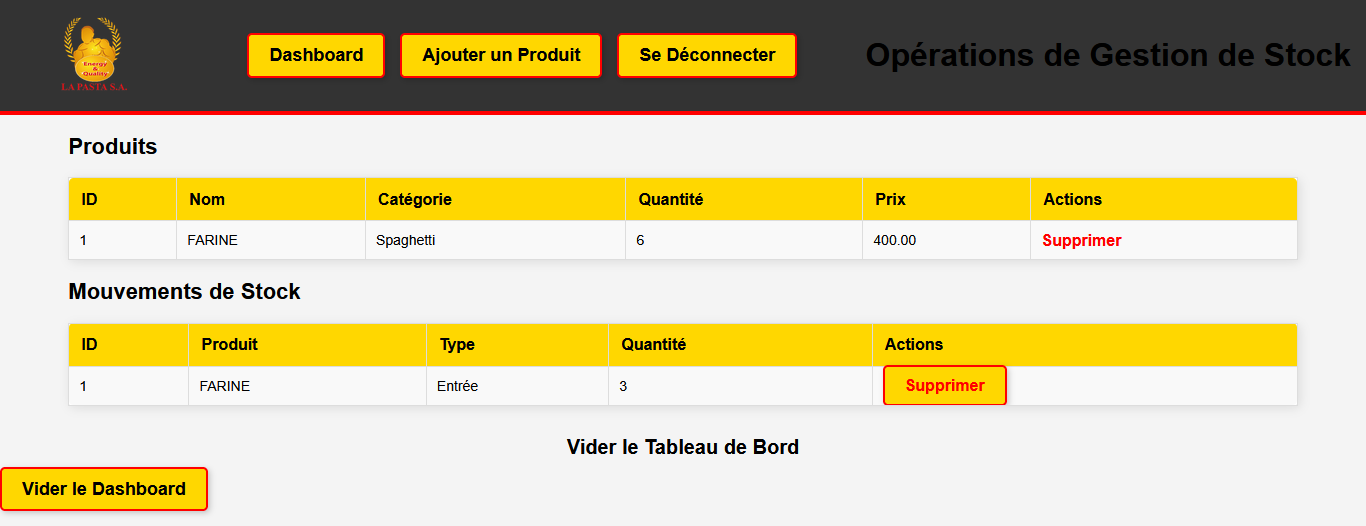 Energy
&
Quality
LA PASTA S.A.
Dashboard Ajouter un Produit Se Déconnecter Opérations de Gestion de Stock
Produits
ID Nom Catégorie Quantité Prix Actions
1 FARINE Spaghetti 6 400.00 Supprimer
Mouvements de Stock
ID Produit Type Quantité Actions
1 FARINE Entrée 3 Supprimer
Vider le Tableau de Bord
Vider le Dashboard